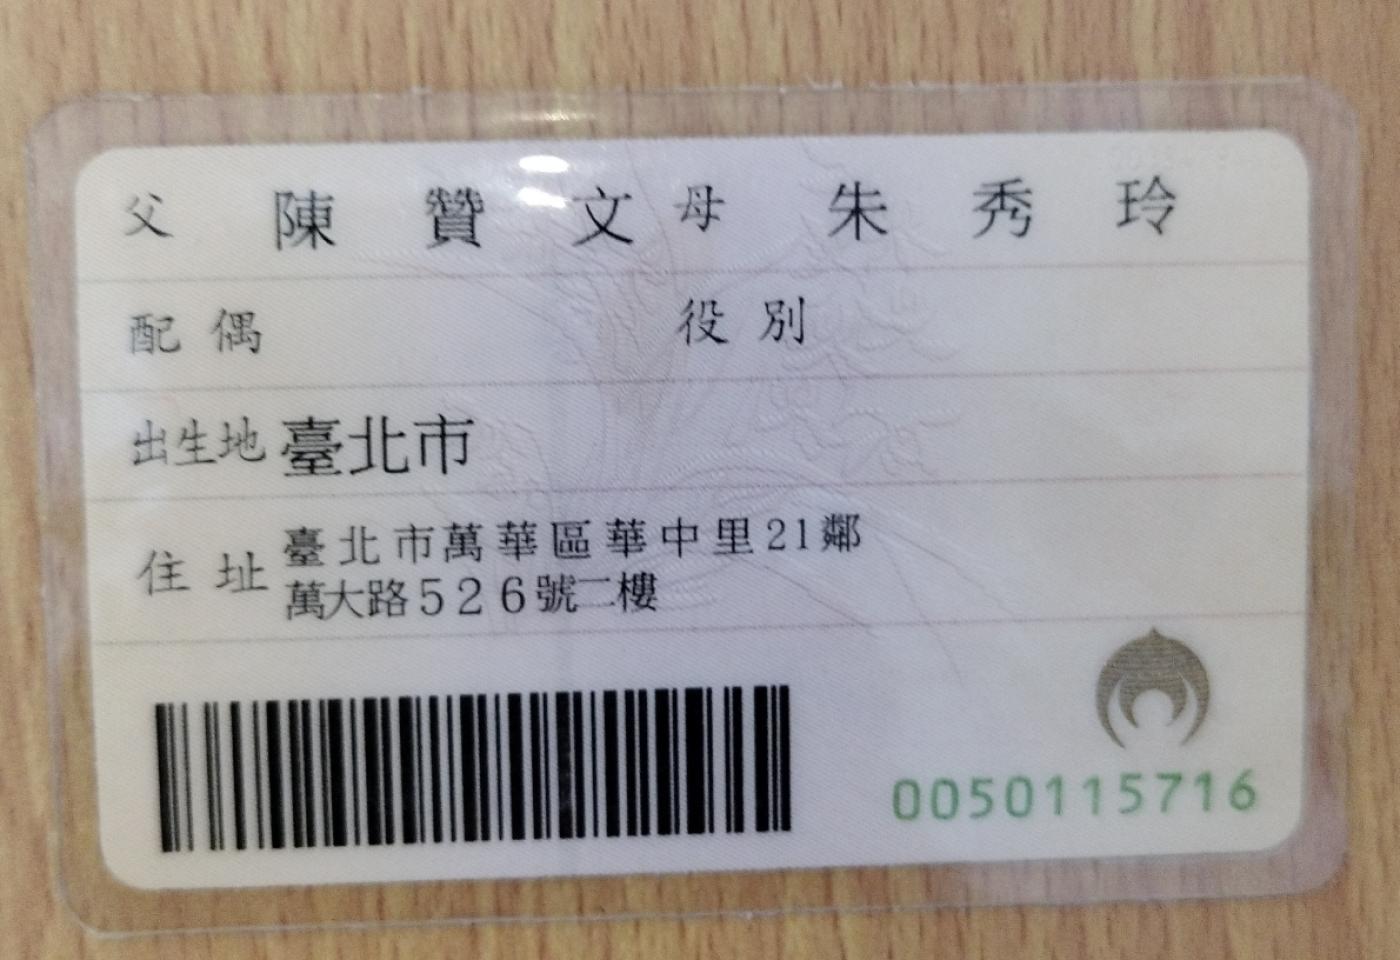 父 陳贊文 母 朱秀玲
配偶 役別
出生地 臺北市
住址 臺北市萬華區華中里21鄰
萬大路526號二樓
0050115716